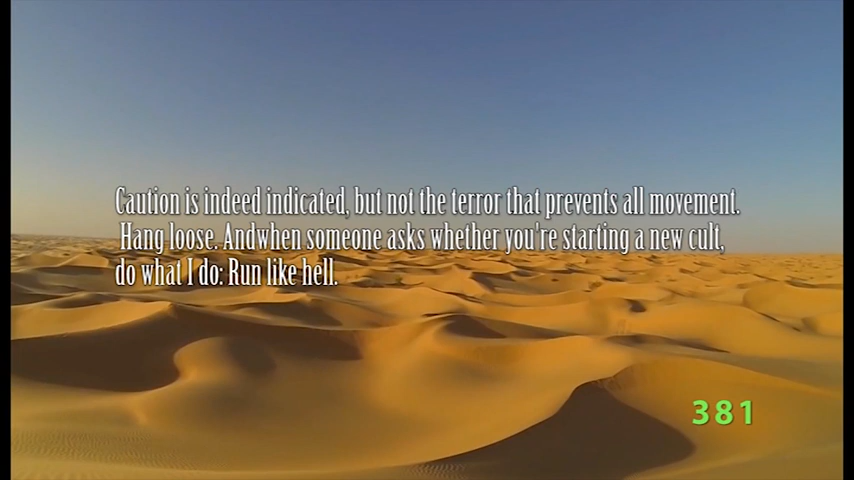 Caution is indeed indicated, but not the terror that prevents all movement.
Hang loose. Andwhen someone asks whether you're starting a new cult,
do what I do: Run like hell.
381